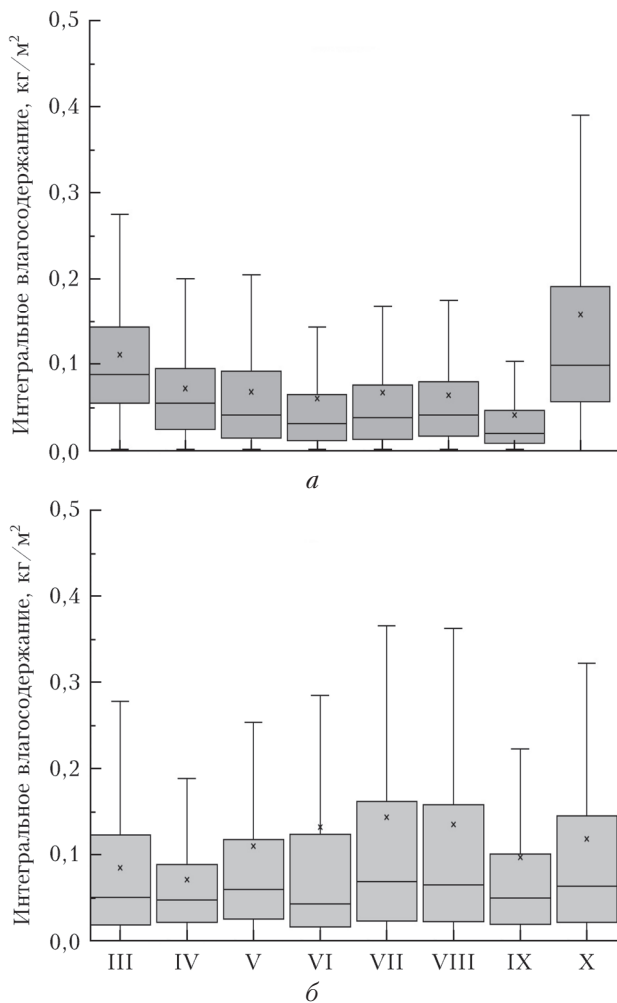 Интегральное влагосодержание, кг/м²
0,5
0,4
0,3
0,2
0,1
0,0
а
Интегральное влагосодержание, кг/м²
0,5
0,4
0,3
0,2
0,1
0,0
III IV V VI VII VIII IX X
б